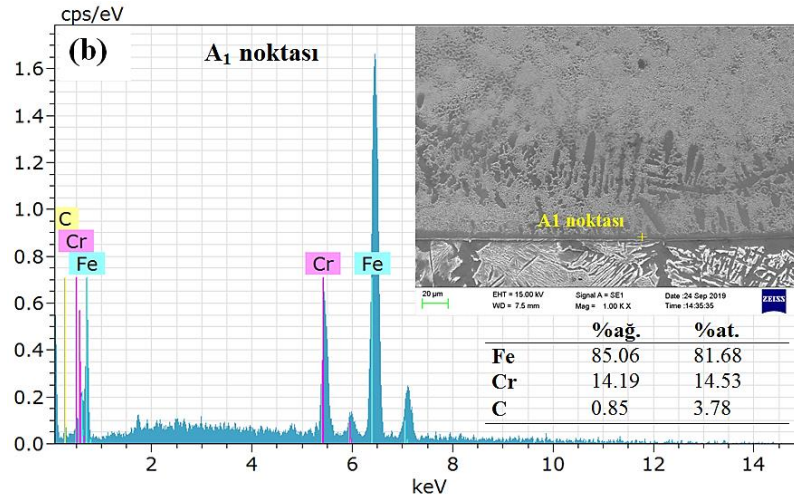 cps/eV
(b)
A₁ noktası
1.6
1.4
1.2
1.0
0.8
0.6
0.4
0.2
0.0
C
Cr
Fe
Cr
Fe
2
4
6
8
10
12
14
keV
A1 noktası
20 µm
EHT = 15.00 kV
WD = 7.5 mm
Signal A = SE1
Mag = 1.00 K X
Date :24 Sep 2019
Time :14:35:35
ZEISS
%ağ. %at.
Fe 85.06 81.68
Cr 14.19 14.53
C 0.85 3.78